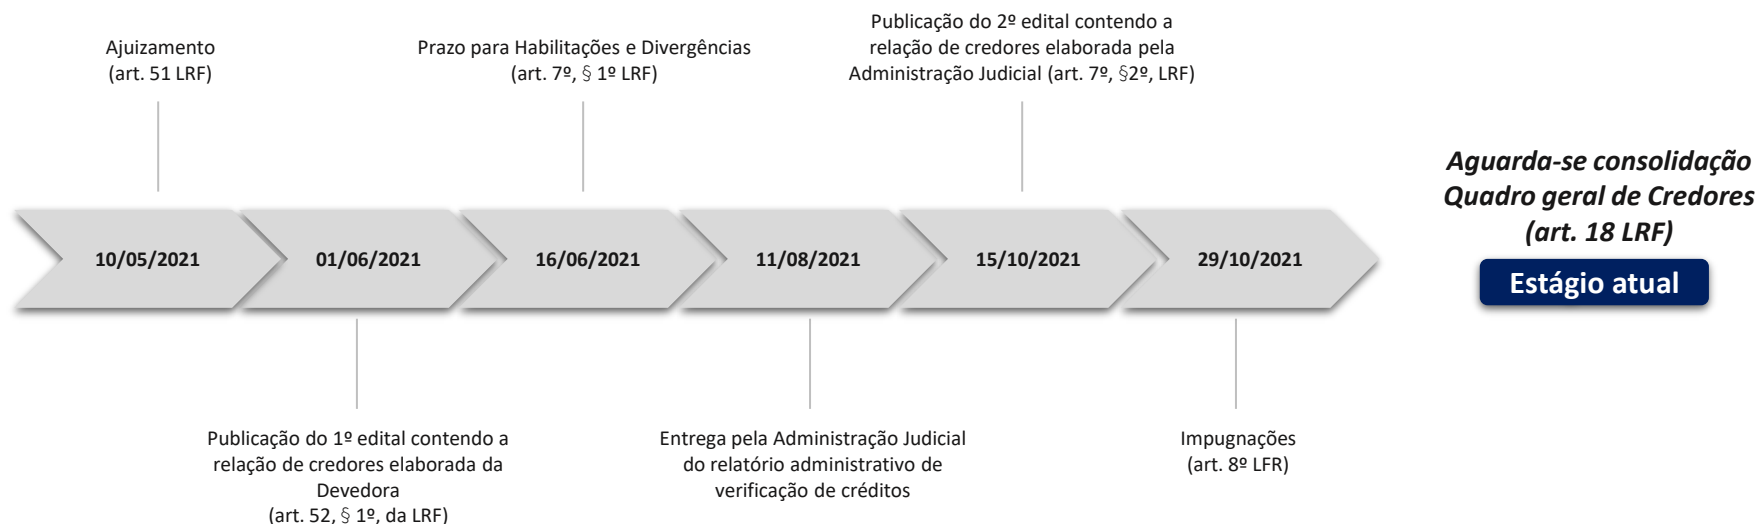 Ajuizamento
(art. 51 LRF)
Prazo para Habilitações e Divergências
(art. 7º, § 1º LRF)
Publicação do 2º edital contendo a
relação de credores elaborada pela
Administração Judicial (art. 7º, §2º, LRF)
10/05/2021
01/06/2021
16/06/2021
11/08/2021
15/10/2021
29/10/2021
Aguarda-se consolidação
Quadro geral de Credores
(art. 18 LRF)
Estágio atual
Publicação do 1º edital contendo a
relação de credores elaborada da
Devedora
(art. 52, § 1º, da LRF)
Entrega pela Administração Judicial
do relatório administrativo de
verificação de créditos
Impugnações
(art. 8º LFR)